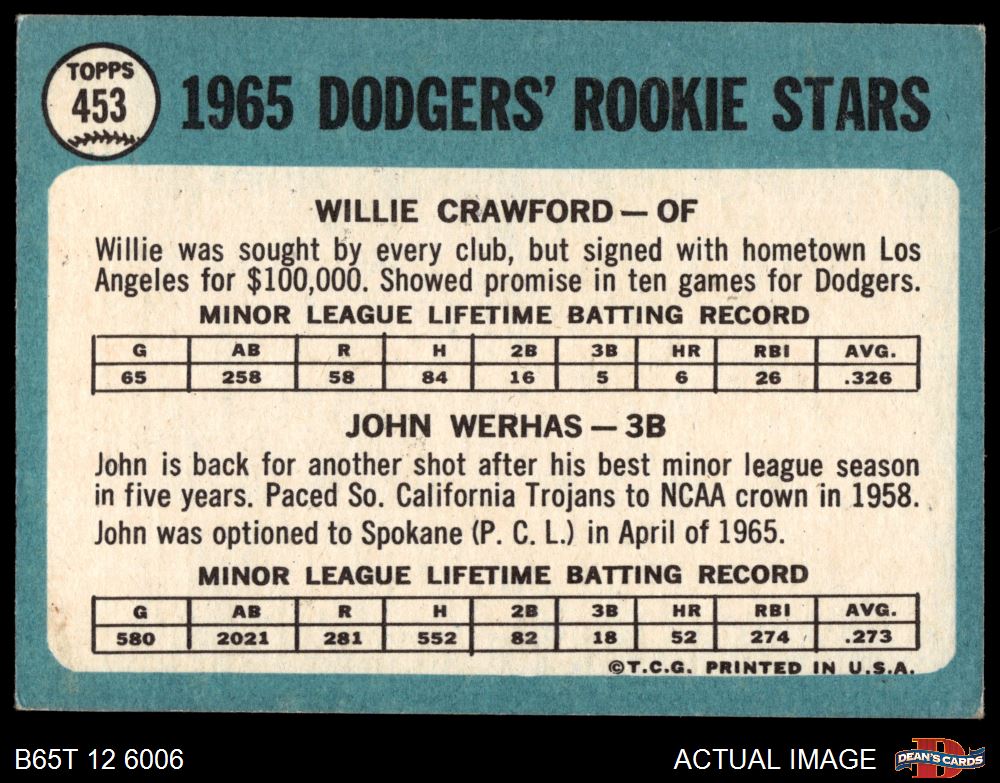 TOPPS
453
1965 DODGERS' ROOKIE STARS
WILLIE CRAWFORD — OF
Willie was sought by every club, but signed with hometown Los
Angeles for $100,000. Showed promise in ten games for Dodgers.
MINOR LEAGUE LIFETIME BATTING RECORD
G AB R H 2B 3B HR RBI AVG.
65 258 58 84 16 5 6 26 .326
JOHN WERHAS — 3B
John is back for another shot after his best minor league season
in five years. Paced So. California Trojans to NCAA crown in 1958.
John was optioned to Spokane (P. C. L.) in April of 1965.
MINOR LEAGUE LIFETIME BATTING RECORD
G AB R H 2B 3B HR RBI AVG.
580 2021 281 552 82 18 52 274 .273
©T.C.G. PRINTED IN U.S.A.
B65T 12 6006
ACTUAL IMAGE
D
DEAN'S CARDS